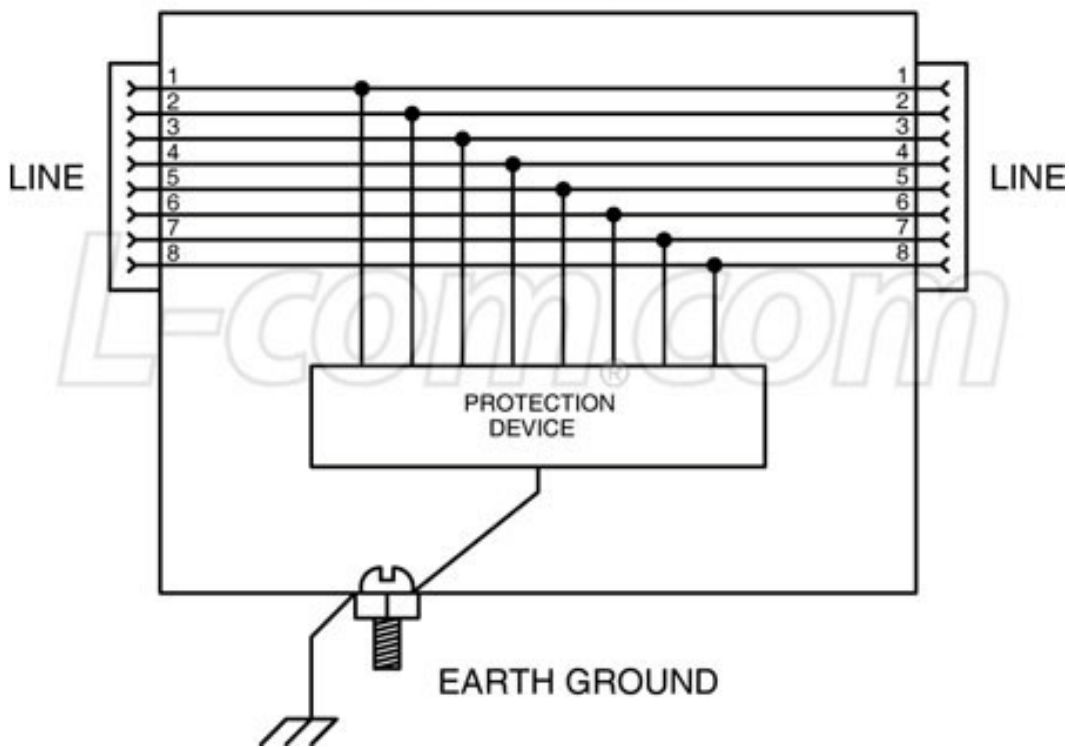 1 1
2 2
3 3
LINE 4 4 LINE
5 5
6 6
7 7
8 8
L-com.com®
PROTECTION
DEVICE
EARTH GROUND